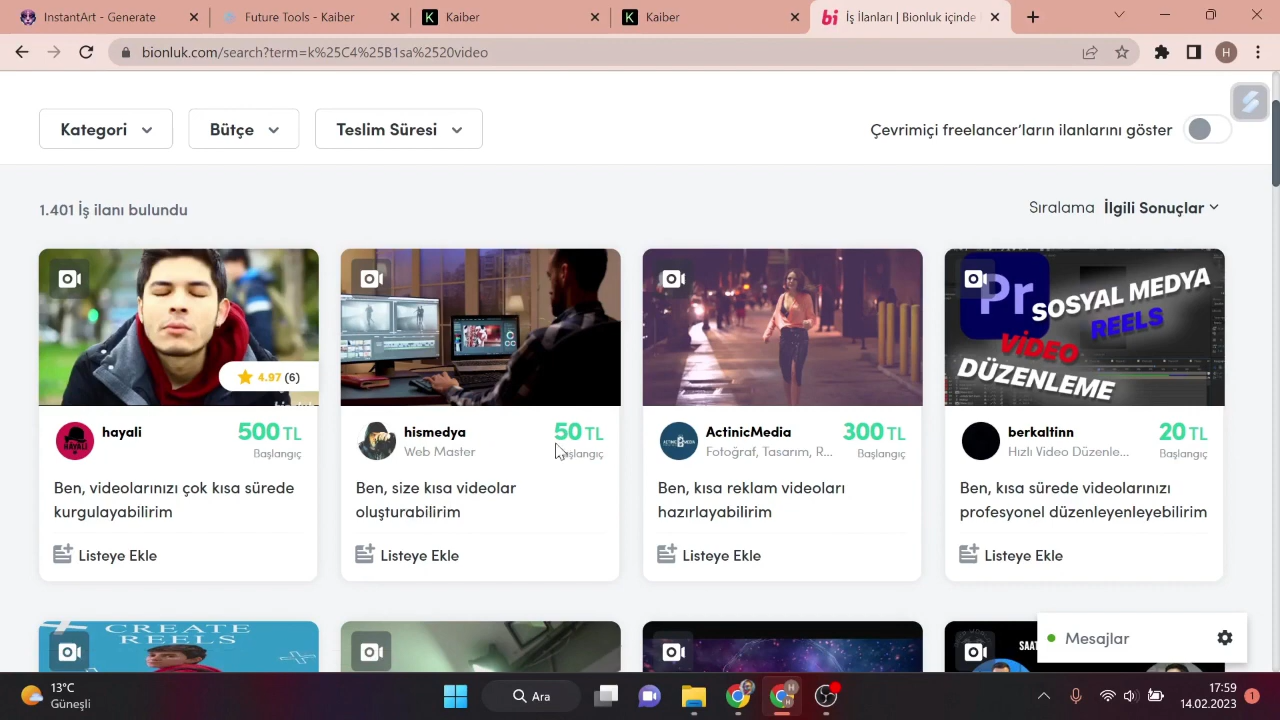 InstantArt - Generate
Future Tools - Kaiber
Kaiber
Kaiber
bi İş İlanları | Bionluk içinde
bionluk.com/search?term=k%25C4%25B1sa%2520video
H
Kategori
Bütçe
Teslim Süresi
Çevrimiçi freelancer’ların ilanlarını göster
1.401 İş ilanı bulundu
Sıralama İlgili Sonuçlar
4.97 (6)
Pr
SOSYAL MEDYA
REELS
VİDEO
DÜZENLEME
hayali
500 TL
Başlangıç
Ben, videolarınızı çok kısa sürede
kurgulayabilirim
Listeye Ekle
hismedya
Web Master
50 TL
Başlangıç
Ben, size kısa videolar
oluşturabilirim
Listeye Ekle
ActinicMedia
Fotoğraf, Tasarım, R...
300 TL
Başlangıç
Ben, kısa reklam videoları
hazırlayabilirim
Listeye Ekle
berkaltinn
Hızlı Video Düzenle...
20 TL
Başlangıç
Ben, kısa sürede videolarınızı
profesyonel düzenleyenleyebilirim
Listeye Ekle
CREATE
REELS
SAAT
Mesajlar
13°C
Güneşli
Ara
H
17:59
14.02.2023
1